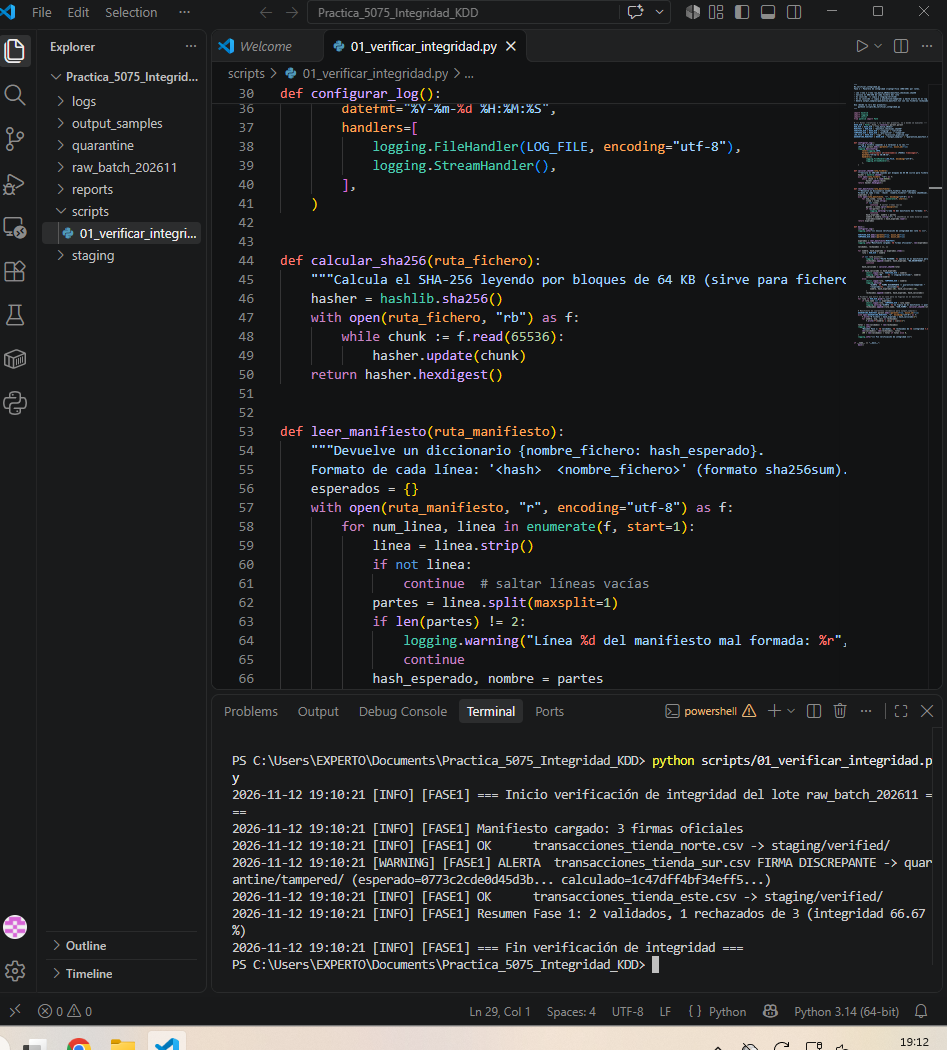 File Edit Selection ··· Practica_5075_Integridad_KDD
Explorer ···
Practica_5075_Integrid...
logs
output_samples
quarantine
raw_batch_202611
reports
scripts
01_verificar_integri...
staging
Outline
Timeline
Welcome 01_verificar_integridad.py
scripts > 01_verificar_integridad.py > ...
30 def configurar_log():
36 datefmt="%Y-%m-%d %H:%M:%S",
37 handlers=[
38 logging.FileHandler(LOG_FILE, encoding="utf-8"),
39 logging.StreamHandler(),
40 ],
41 )
42
43
44 def calcular_sha256(ruta_fichero):
45 """Calcula el SHA-256 leyendo por bloques de 64 KB (sirve para ficher
46 hasher = hashlib.sha256()
47 with open(ruta_fichero, "rb") as f:
48 while chunk := f.read(65536):
49 hasher.update(chunk)
50 return hasher.hexdigest()
51
52
53 def leer_manifiesto(ruta_manifiesto):
54 """Devuelve un diccionario {nombre_fichero: hash_esperado}.
55 Formato de cada línea: '<hash>  <nombre_fichero>' (formato sha256sum).
56 esperados = {}
57 with open(ruta_manifiesto, "r", encoding="utf-8") as f:
58 for num_linea, linea in enumerate(f, start=1):
59 linea = linea.strip()
60 if not linea:
61 continue  # saltar líneas vacías
62 partes = linea.split(maxsplit=1)
63 if len(partes) != 2:
64 logging.warning("Línea %d del manifiesto mal formada: %r",
65 continue
66 hash_esperado, nombre = partes
Problems Output Debug Console Terminal Ports powershell
PS C:\Users\EXPERTO\Documents\Practica_5075_Integridad_KDD> python scripts/01_verificar_integridad.p
y
2026-11-12 19:10:21 [INFO] [FASE1] === Inicio verificación de integridad del lote raw_batch_202611 =
==
2026-11-12 19:10:21 [INFO] [FASE1] Manifiesto cargado: 3 firmas oficiales
2026-11-12 19:10:21 [INFO] [FASE1] OK      transacciones_tienda_norte.csv -> staging/verified/
2026-11-12 19:10:21 [WARNING] [FASE1] ALERTA  transacciones_tienda_sur.csv FIRMA DISCREPANTE -> quar
antine/tampered/ (esperado=0773c2cde0d45d3b... calculado=1c47dff4bf34eff5...)
2026-11-12 19:10:21 [INFO] [FASE1] OK      transacciones_tienda_este.csv -> staging/verified/
2026-11-12 19:10:21 [INFO] [FASE1] Resumen Fase 1: 2 validados, 1 rechazados de 3 (integridad 66.67
%)
2026-11-12 19:10:21 [INFO] [FASE1] === Fin verificación de integridad ===
PS C:\Users\EXPERTO\Documents\Practica_5075_Integridad_KDD>
0 0 Ln 29, Col 1 Spaces: 4 UTF-8 LF { } Python Python 3.14 (64-bit)
19:12